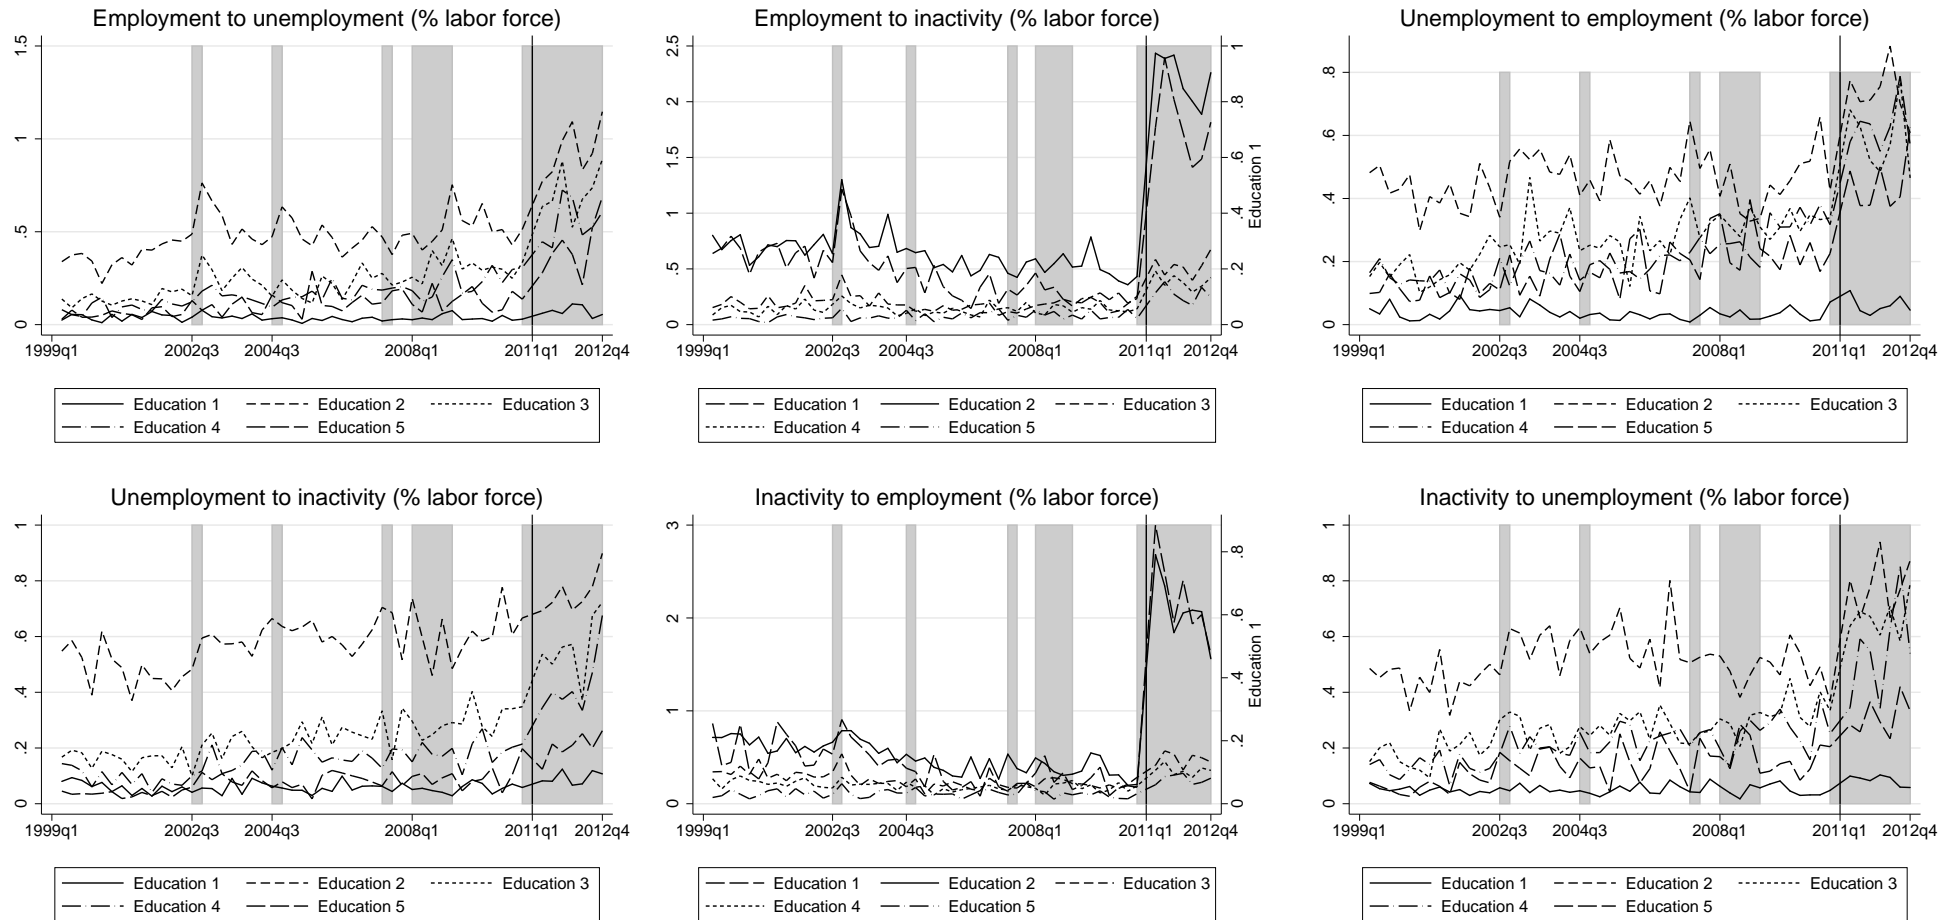 Employment to unemployment (% labor force)
0 .5 1 1.5
1999q1 2002q3 2004q3 2008q1 2011q1 2012q4
Education 1 Education 2 Education 3
Education 4 Education 5
Employment to inactivity (% labor force)
0 .5 1 1.5 2 2.5
0 .2 .4 .6 .8 1
Education 1
1999q1 2002q3 2004q3 2008q1 2011q1 2012q4
Education 1 Education 2 Education 3
Education 4 Education 5
Unemployment to employment (% labor force)
0 .2 .4 .6 .8
1999q1 2002q3 2004q3 2008q1 2011q1 2012q4
Education 1 Education 2 Education 3
Education 4 Education 5
Unemployment to inactivity (% labor force)
0 .2 .4 .6 .8 1
1999q1 2002q3 2004q3 2008q1 2011q1 2012q4
Education 1 Education 2 Education 3
Education 4 Education 5
Inactivity to employment (% labor force)
0 1 2 3
0 .2 .4 .6 .8
Education 1
1999q1 2002q3 2004q3 2008q1 2011q1 2012q4
Education 1 Education 2 Education 3
Education 4 Education 5
Inactivity to unemployment (% labor force)
0 .2 .4 .6 .8 1
1999q1 2002q3 2004q3 2008q1 2011q1 2012q4
Education 1 Education 2 Education 3
Education 4 Education 5